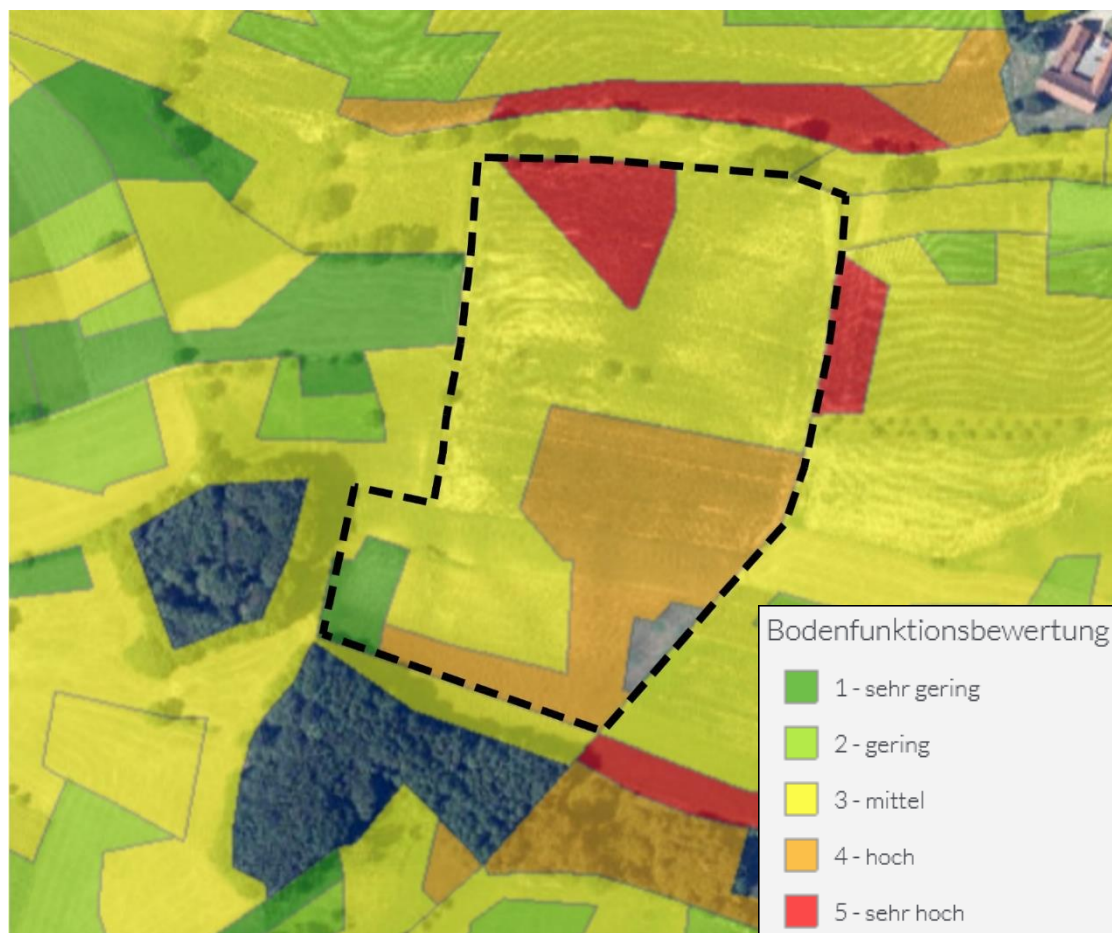 Bodenfunktionsbewertung
1 - sehr gering
2 - gering
3 - mittel
4 - hoch
5 - sehr hoch